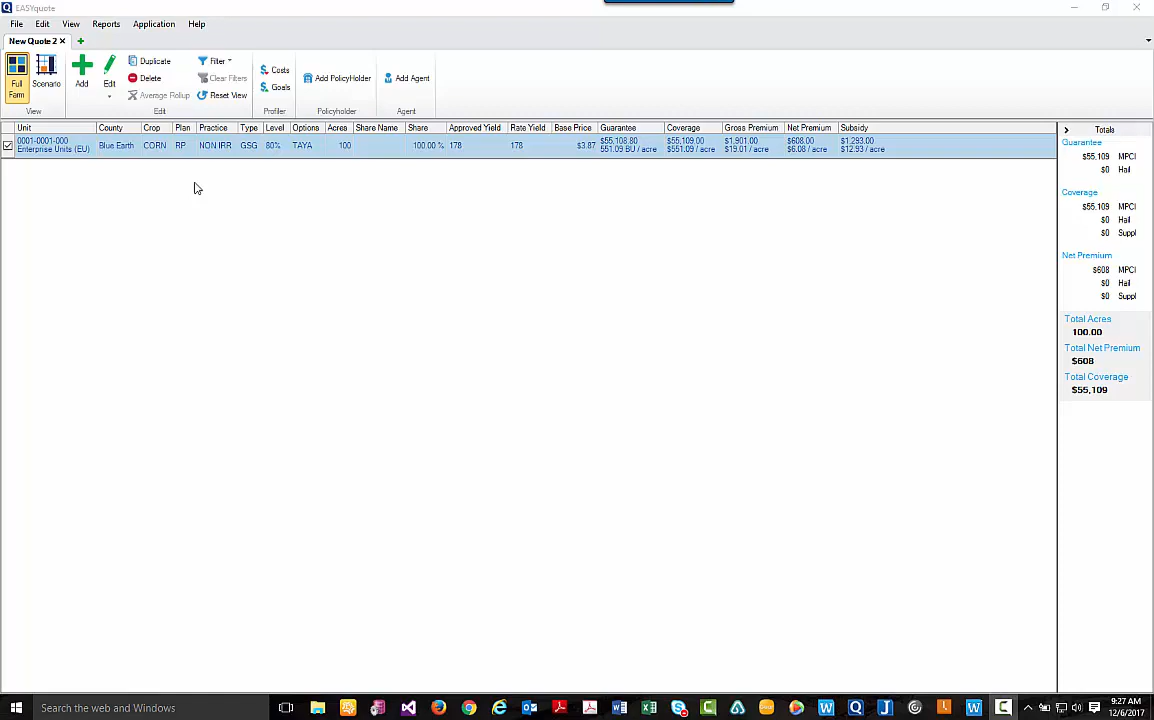 EASYquote
File Edit View Reports Application Help
New Quote 2 ×
Full Farm
Scenario
View
Add
Edit
Duplicate
Delete
Average Rollup
Filter
Clear Filters
Reset View
Edit
Costs
Goals
Profiler
Add PolicyHolder
Policyholder
Add Agent
Agent
Unit County Crop Plan Practice Type Level Options Acres Share Name Share Approved Yield Rate Yield Base Price Guarantee Coverage Gross Premium Net Premium Subsidy
0001-0001-000 $55,108.80 $55,109.00 $1,901.00 $608.00 $1,293.00
Blue Earth CORN RP NON IRR GSG 80% TAYA 100 100.00 % 178 178 $3.87
Enterprise Units (EU) 551.09 BU / acre $551.09 / acre $19.01 / acre $6.08 / acre $12.93 / acre
Totals
Guarantee
$55,109 MPCI
$0 Hail
Coverage
$55,109 MPCI
$0 Hail
$0 Suppl
Net Premium
$608 MPCI
$0 Hail
$0 Suppl
Total Acres
100.00
Total Net Premium
$608
Total Coverage
$55,109
Search the web and Windows
9:27 AM
12/6/2017